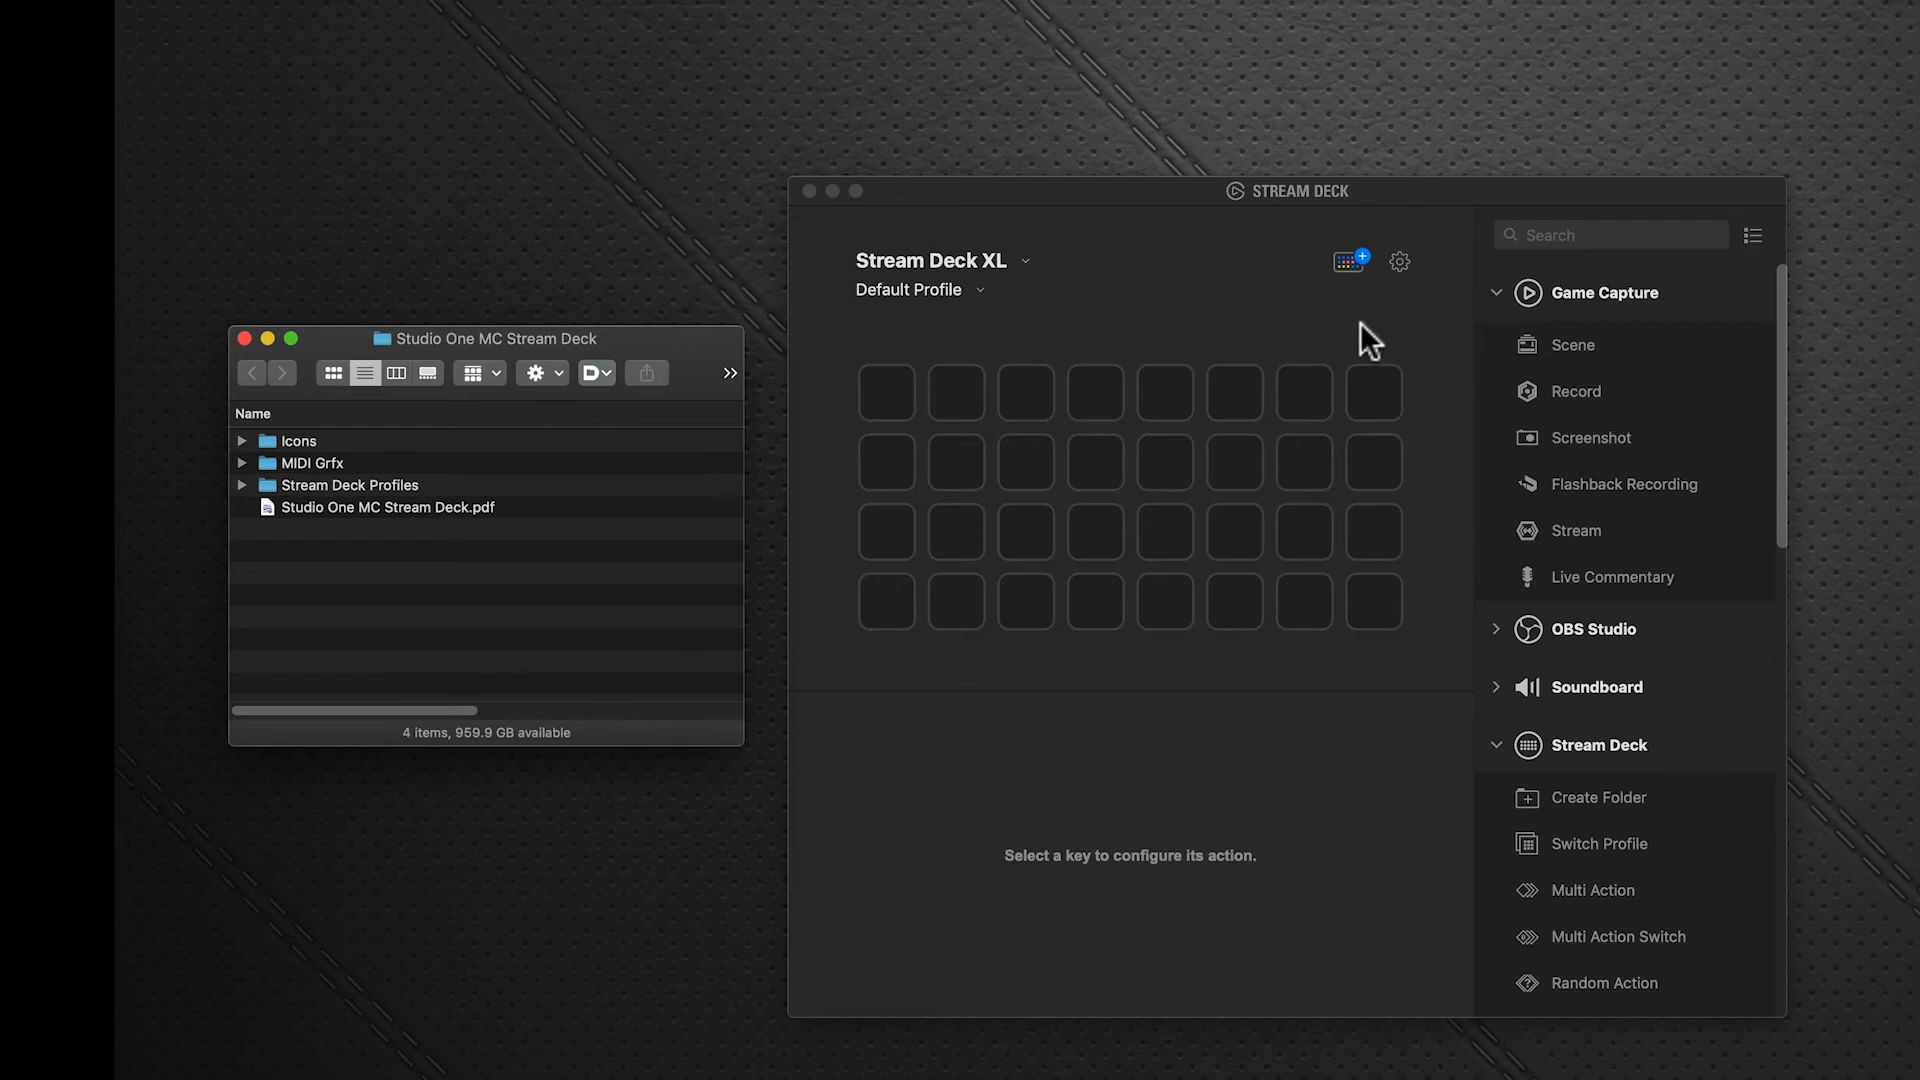 Studio One MC Stream Deck
Name
Icons
MIDI Grfx
Stream Deck Profiles
Studio One MC Stream Deck.pdf
4 items, 959.9 GB available
STREAM DECK
Stream Deck XL
Default Profile
Select a key to configure its action.
Search
Game Capture
Scene
Record
Screenshot
Flashback Recording
Stream
Live Commentary
OBS Studio
Soundboard
Stream Deck
Create Folder
Switch Profile
Multi Action
Multi Action Switch
Random Action